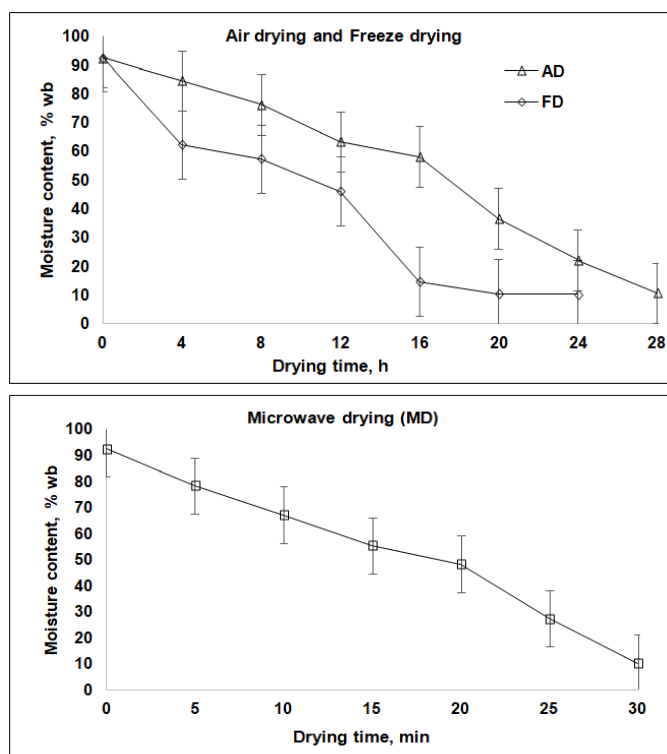 Air drying and Freeze drying
AD
FD
Moisture content, % wb
100
90
80
70
60
50
40
30
20
10
0
0 4 8 12 16 20 24 28
Drying time, h
Microwave drying (MD)
Moisture content, % wb
100
90
80
70
60
50
40
30
20
10
0
0 5 10 15 20 25 30
Drying time, min